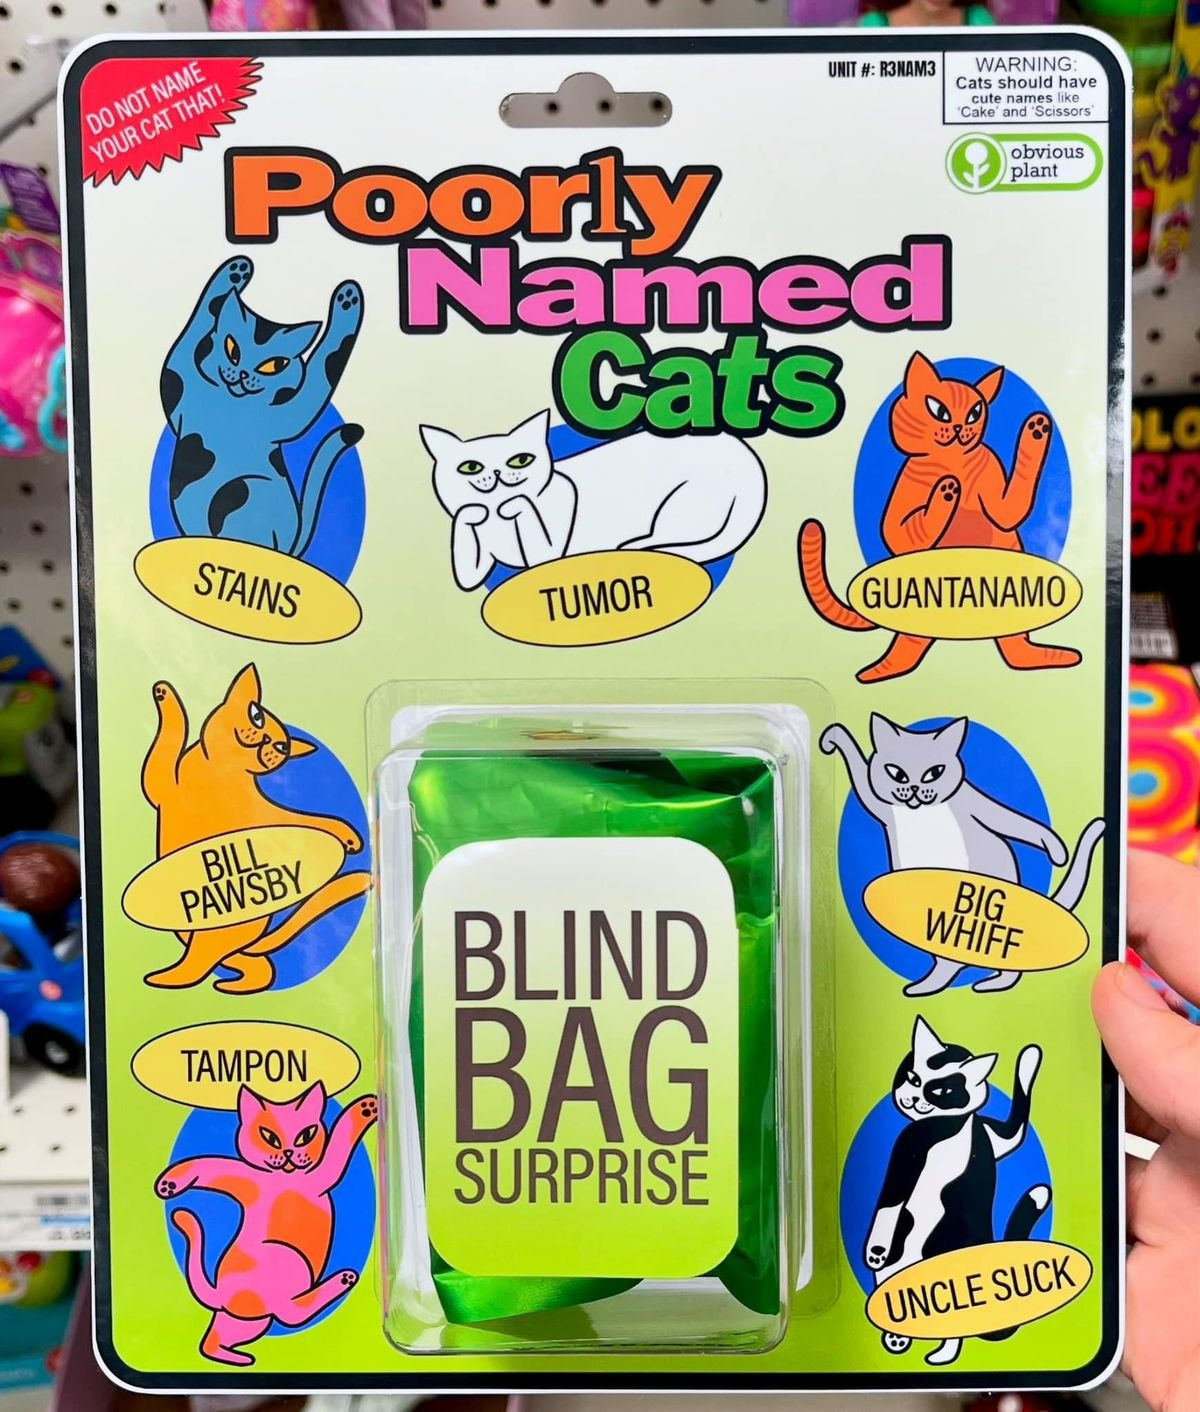 DO NOT NAME
YOUR CAT THAT!
UNIT #: R3NAM3
WARNING:
Cats should have
cute names like
'Cake' and 'Scissors'
obvious
plant
Poorly
Named
Cats
STAINS
TUMOR
GUANTANAMO
BILL
PAWSBY
BIG
WHIFF
TAMPON
UNCLE SUCK
BLIND
BAG
SURPRISE